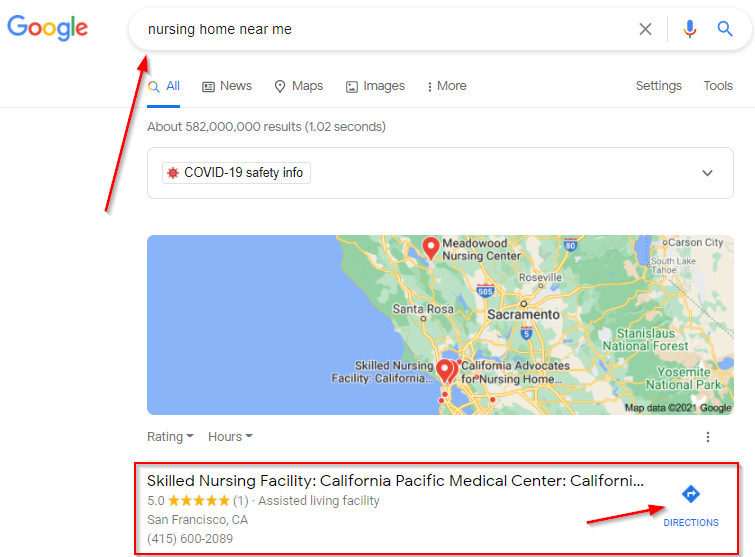 Google
nursing home near me
All News Maps Images More Settings Tools
About 582,000,000 results (1.02 seconds)
COVID-19 safety info
Meadowood
Nursing Center
80
Carson City
South Lake
Tahoe
Roseville
505
Santa Rosa
Sacramento
5
Stanislaus
National Forest
Skilled Nursing
Facility: California...
California Advocates
for Nursing Home...
Yosemite
National Park
Map data ©2021 Google
Rating Hours
Skilled Nursing Facility: California Pacific Medical Center: Californi...
5.0 (1) · Assisted living facility
San Francisco, CA
(415) 600-2089
DIRECTIONS